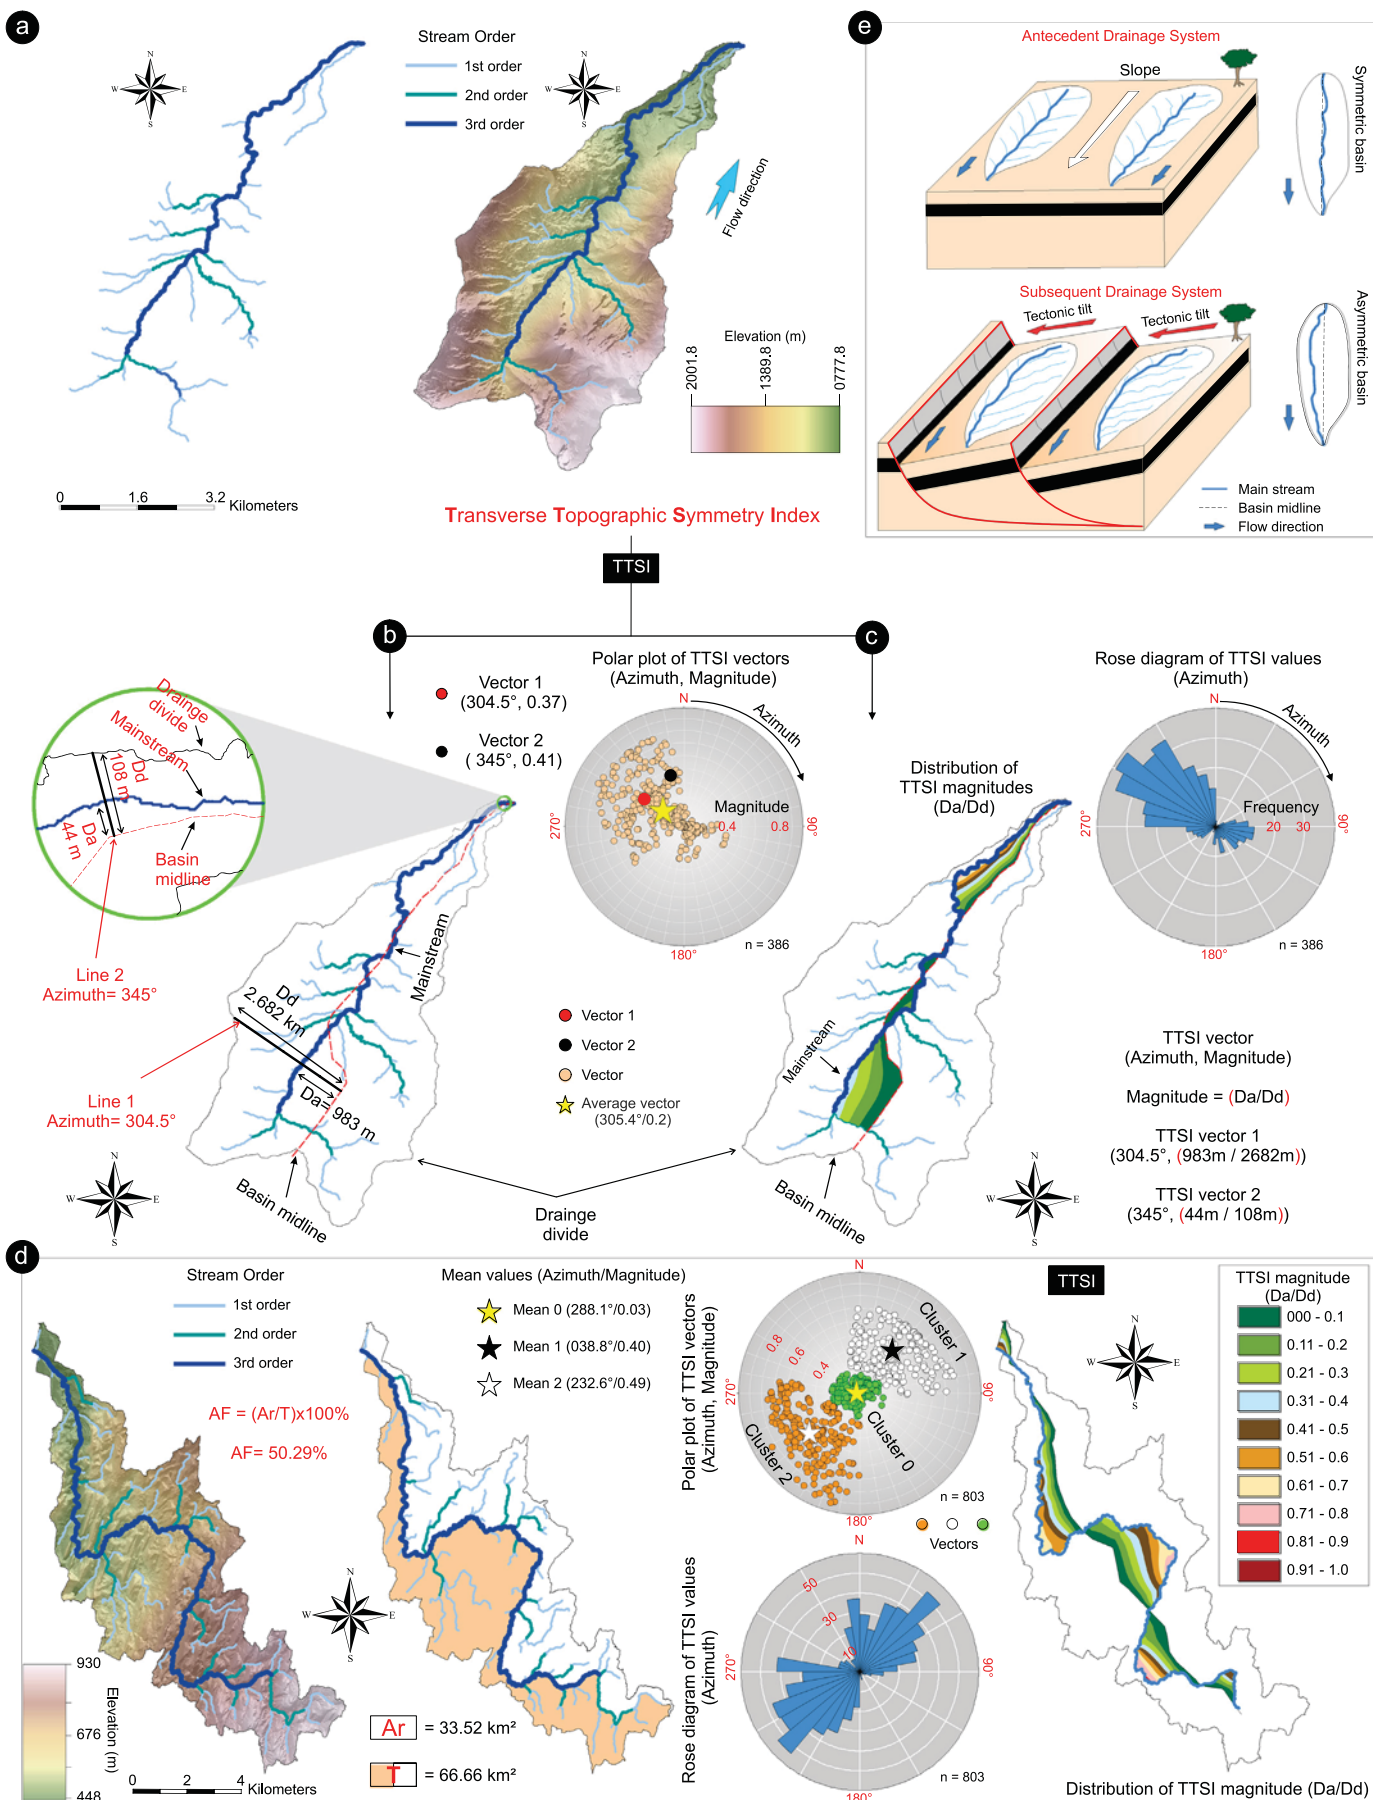 a
Stream Order
1st order
2nd order
3rd order
N
W
E
S
N
W
E
S
Flow direction
Elevation (m)
2001.8
1389.8
0777.8
0
1.6
3.2
Kilometers
e
Antecedent Drainage System
Slope
Symmetric basin
Subsequent Drainage System
Tectonic tilt
Tectonic tilt
Asymmetric basin
Main stream
Basin midline
Flow direction
Transverse Topographic Symmetry Index
TTSI
b
Vector 1
(304.5°, 0.37)
Vector 2
( 345°, 0.41)
Polar plot of TTSI vectors
(Azimuth, Magnitude)
N
Azimuth
Magnitude
0.4
0.8
270°
90°
180°
n = 386
Drainge
divide
Mainstream
Dd
108 m
Da
44 m
Basin
midline
Line 2
Azimuth= 345°
Mainstream
Dd
2.682 km
Da= 983 m
Line 1
Azimuth= 304.5°
Basin midline
N
W
E
S
Vector 1
Vector 2
Vector
Average vector
(305.4°/0.2)
Drainge
divide
c
Distribution of
TTSI magnitudes
(Da/Dd)
Mainstream
Basin midline
N
W
E
S
Rose diagram of TTSI values
(Azimuth)
N
Azimuth
Frequency
20
30
270°
90°
180°
n = 386
TTSI vector
(Azimuth, Magnitude)
Magnitude = (Da/Dd)
TTSI vector 1
(304.5°, (983m / 2682m))
TTSI vector 2
(345°, (44m / 108m))
d
Stream Order
1st order
2nd order
3rd order
AF = (Ar/T)x100%
AF= 50.29%
N
W
E
S
930
676
448
Elevation (m)
0
2
4
Kilometers
Mean values (Azimuth/Magnitude)
Mean 0 (288.1°/0.03)
Mean 1 (038.8°/0.40)
Mean 2 (232.6°/0.49)
Ar
= 33.52 km²
T
= 66.66 km²
Polar plot of TTSI vectors
(Azimuth, Magnitude)
N
0.8
0.6
0.4
Cluster 1
Cluster 0
Cluster 2
270°
90°
180°
n = 803
Vectors
Rose diagram of TTSI values
(Azimuth)
N
50
30
10
270°
90°
180°
n = 803
TTSI
N
W
E
S
TTSI magnitude
(Da/Dd)
000 - 0.1
0.11 - 0.2
0.21 - 0.3
0.31 - 0.4
0.41 - 0.5
0.51 - 0.6
0.61 - 0.7
0.71 - 0.8
0.81 - 0.9
0.91 - 1.0
Distribution of TTSI magnitude (Da/Dd)